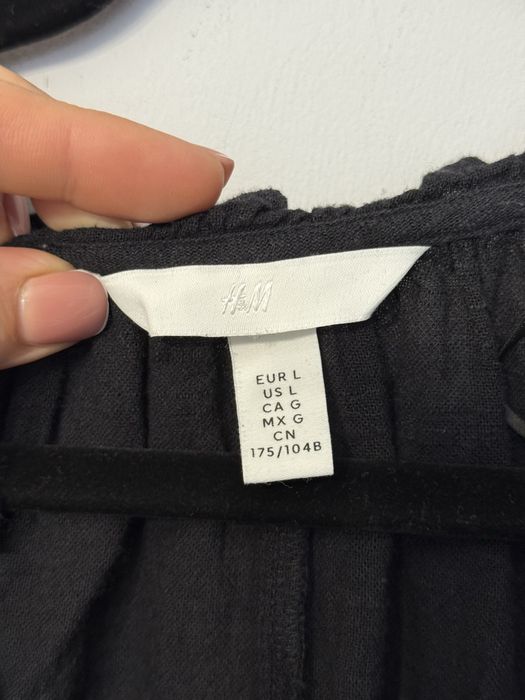 H&M
EUR L
US L
CA G
MX G
CN
175/104B